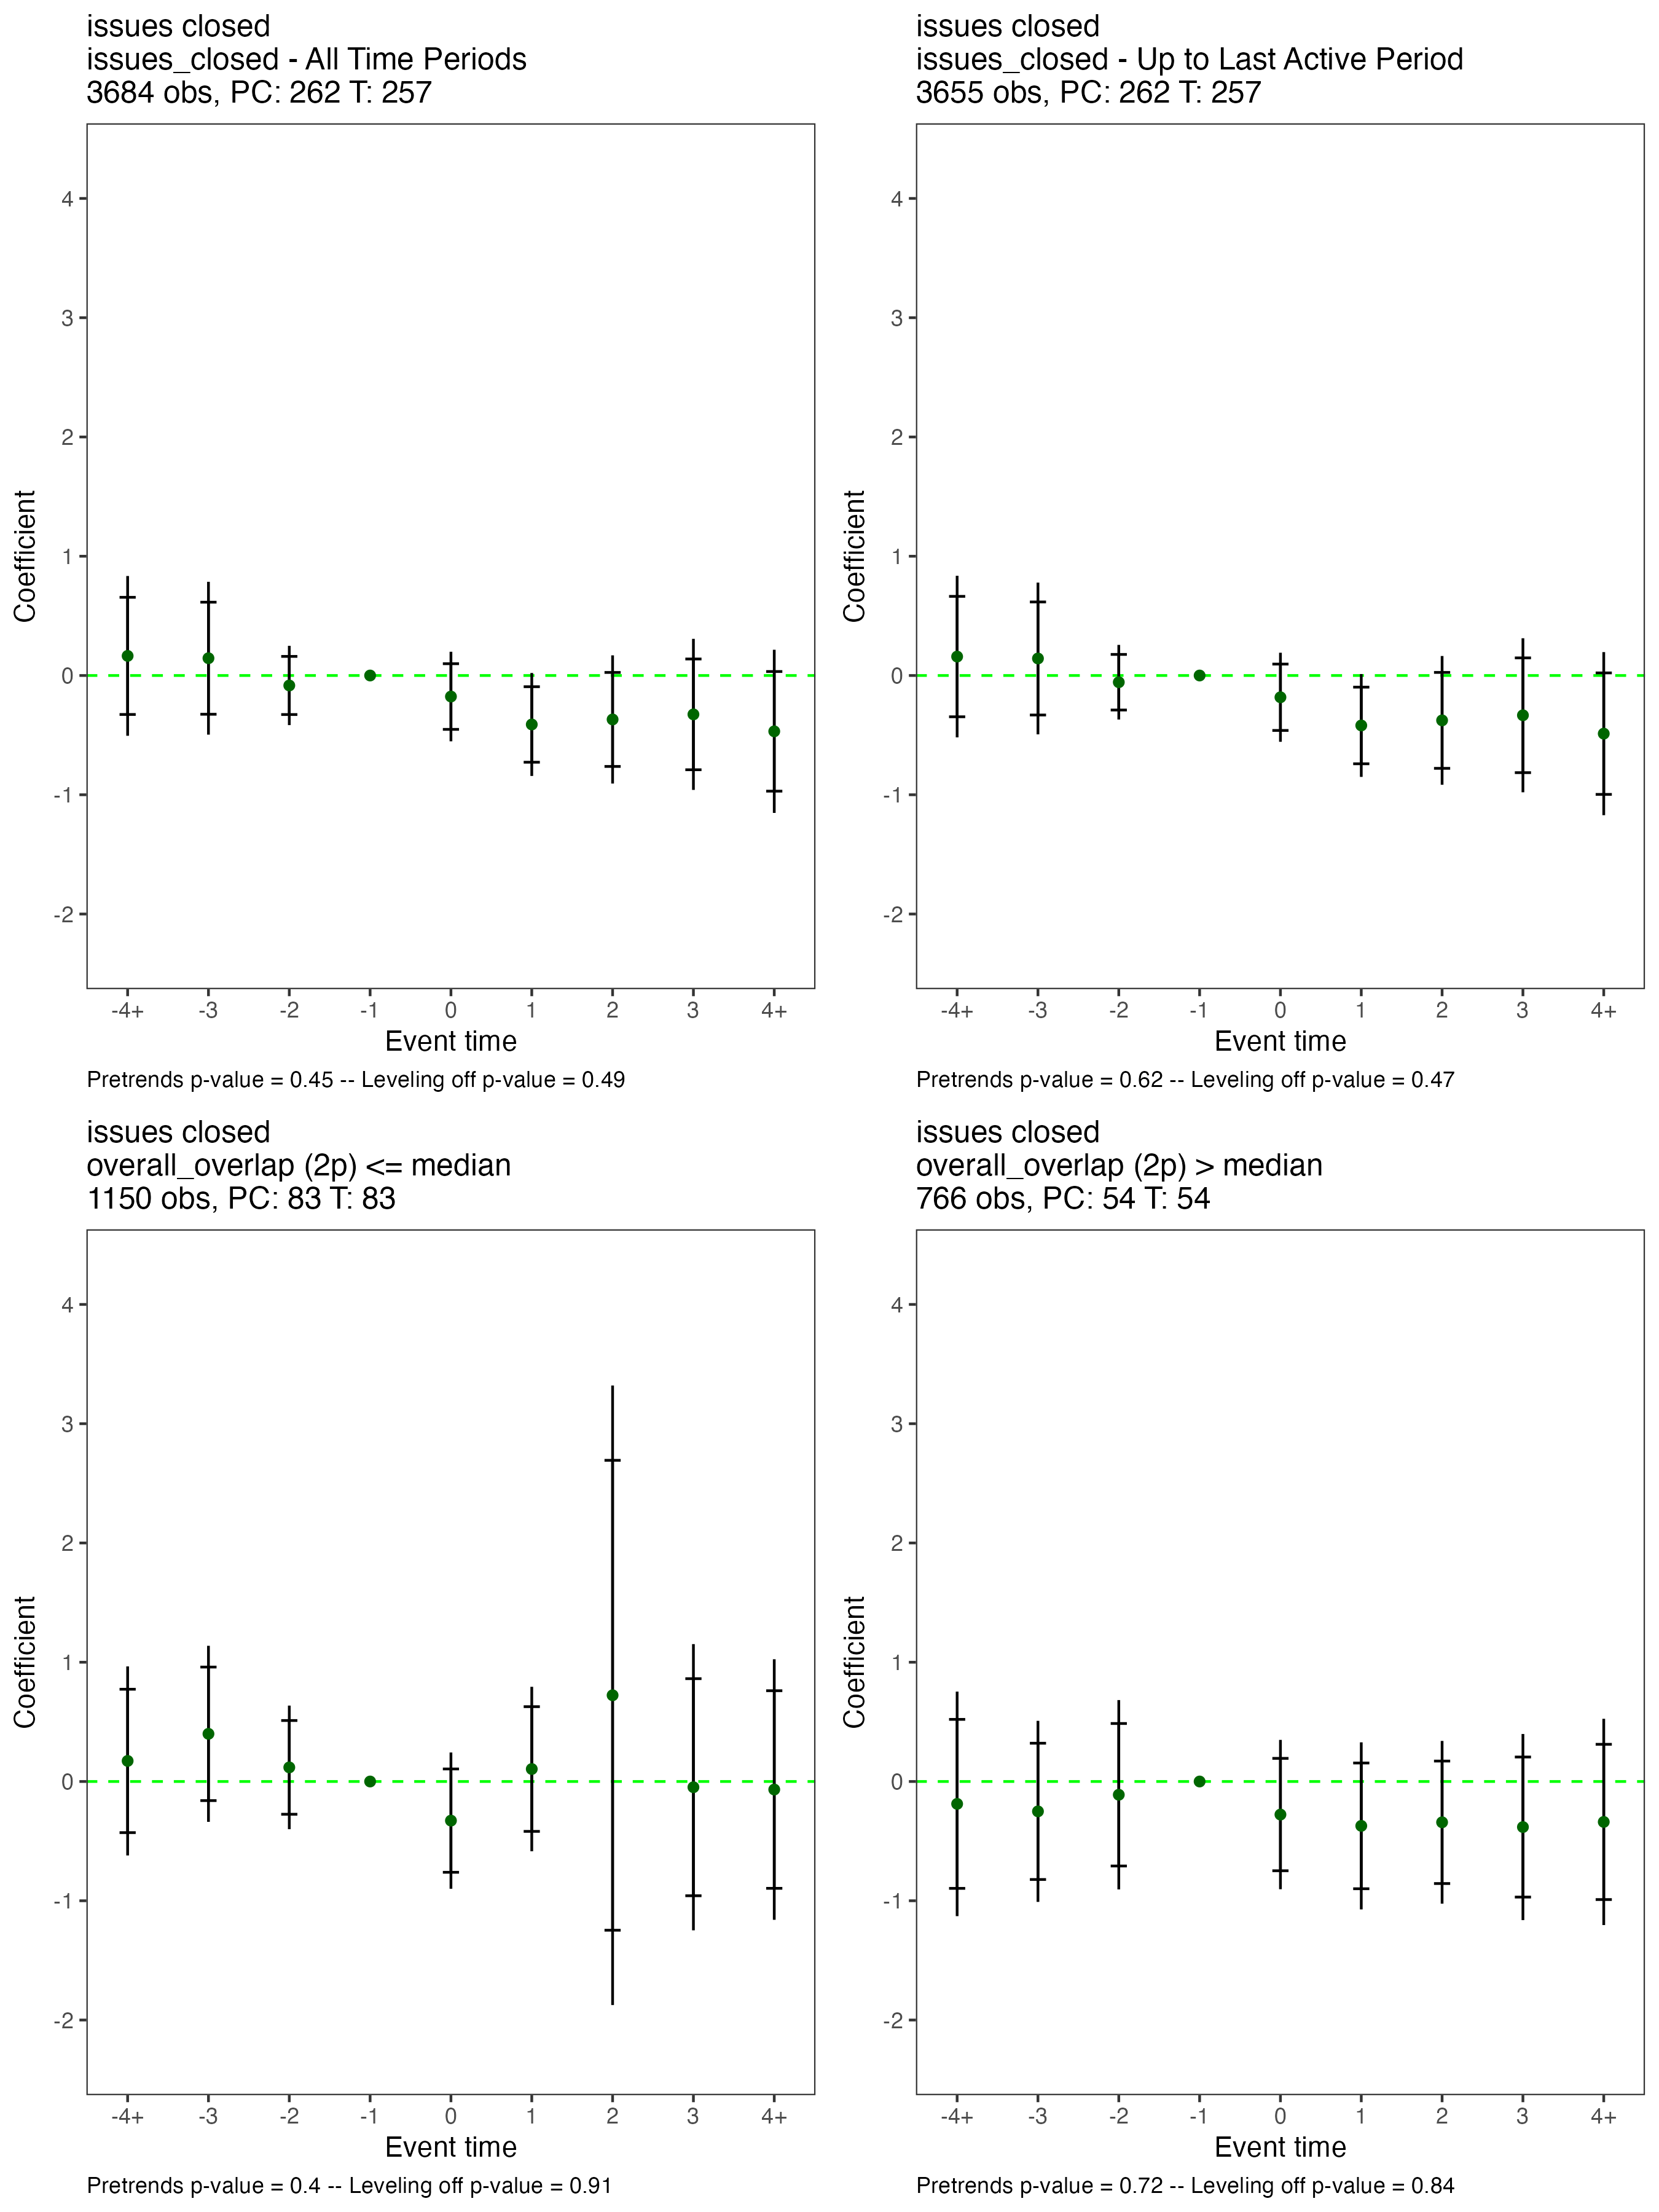 issues closed
issues_closed - All Time Periods
3684 obs, PC: 262 T: 257
Coefficient
4
3
2
1
0
-1
-2
-4+ -3 -2 -1 0 1 2 3 4+
Event time
Pretrends p-value = 0.45 -- Leveling off p-value = 0.49
issues closed
issues_closed - Up to Last Active Period
3655 obs, PC: 262 T: 257
Coefficient
4
3
2
1
0
-1
-2
-4+ -3 -2 -1 0 1 2 3 4+
Event time
Pretrends p-value = 0.62 -- Leveling off p-value = 0.47
issues closed
overall_overlap (2p) <= median
1150 obs, PC: 83 T: 83
Coefficient
4
3
2
1
0
-1
-2
-4+ -3 -2 -1 0 1 2 3 4+
Event time
Pretrends p-value = 0.4 -- Leveling off p-value = 0.91
issues closed
overall_overlap (2p) > median
766 obs, PC: 54 T: 54
Coefficient
4
3
2
1
0
-1
-2
-4+ -3 -2 -1 0 1 2 3 4+
Event time
Pretrends p-value = 0.72 -- Leveling off p-value = 0.84